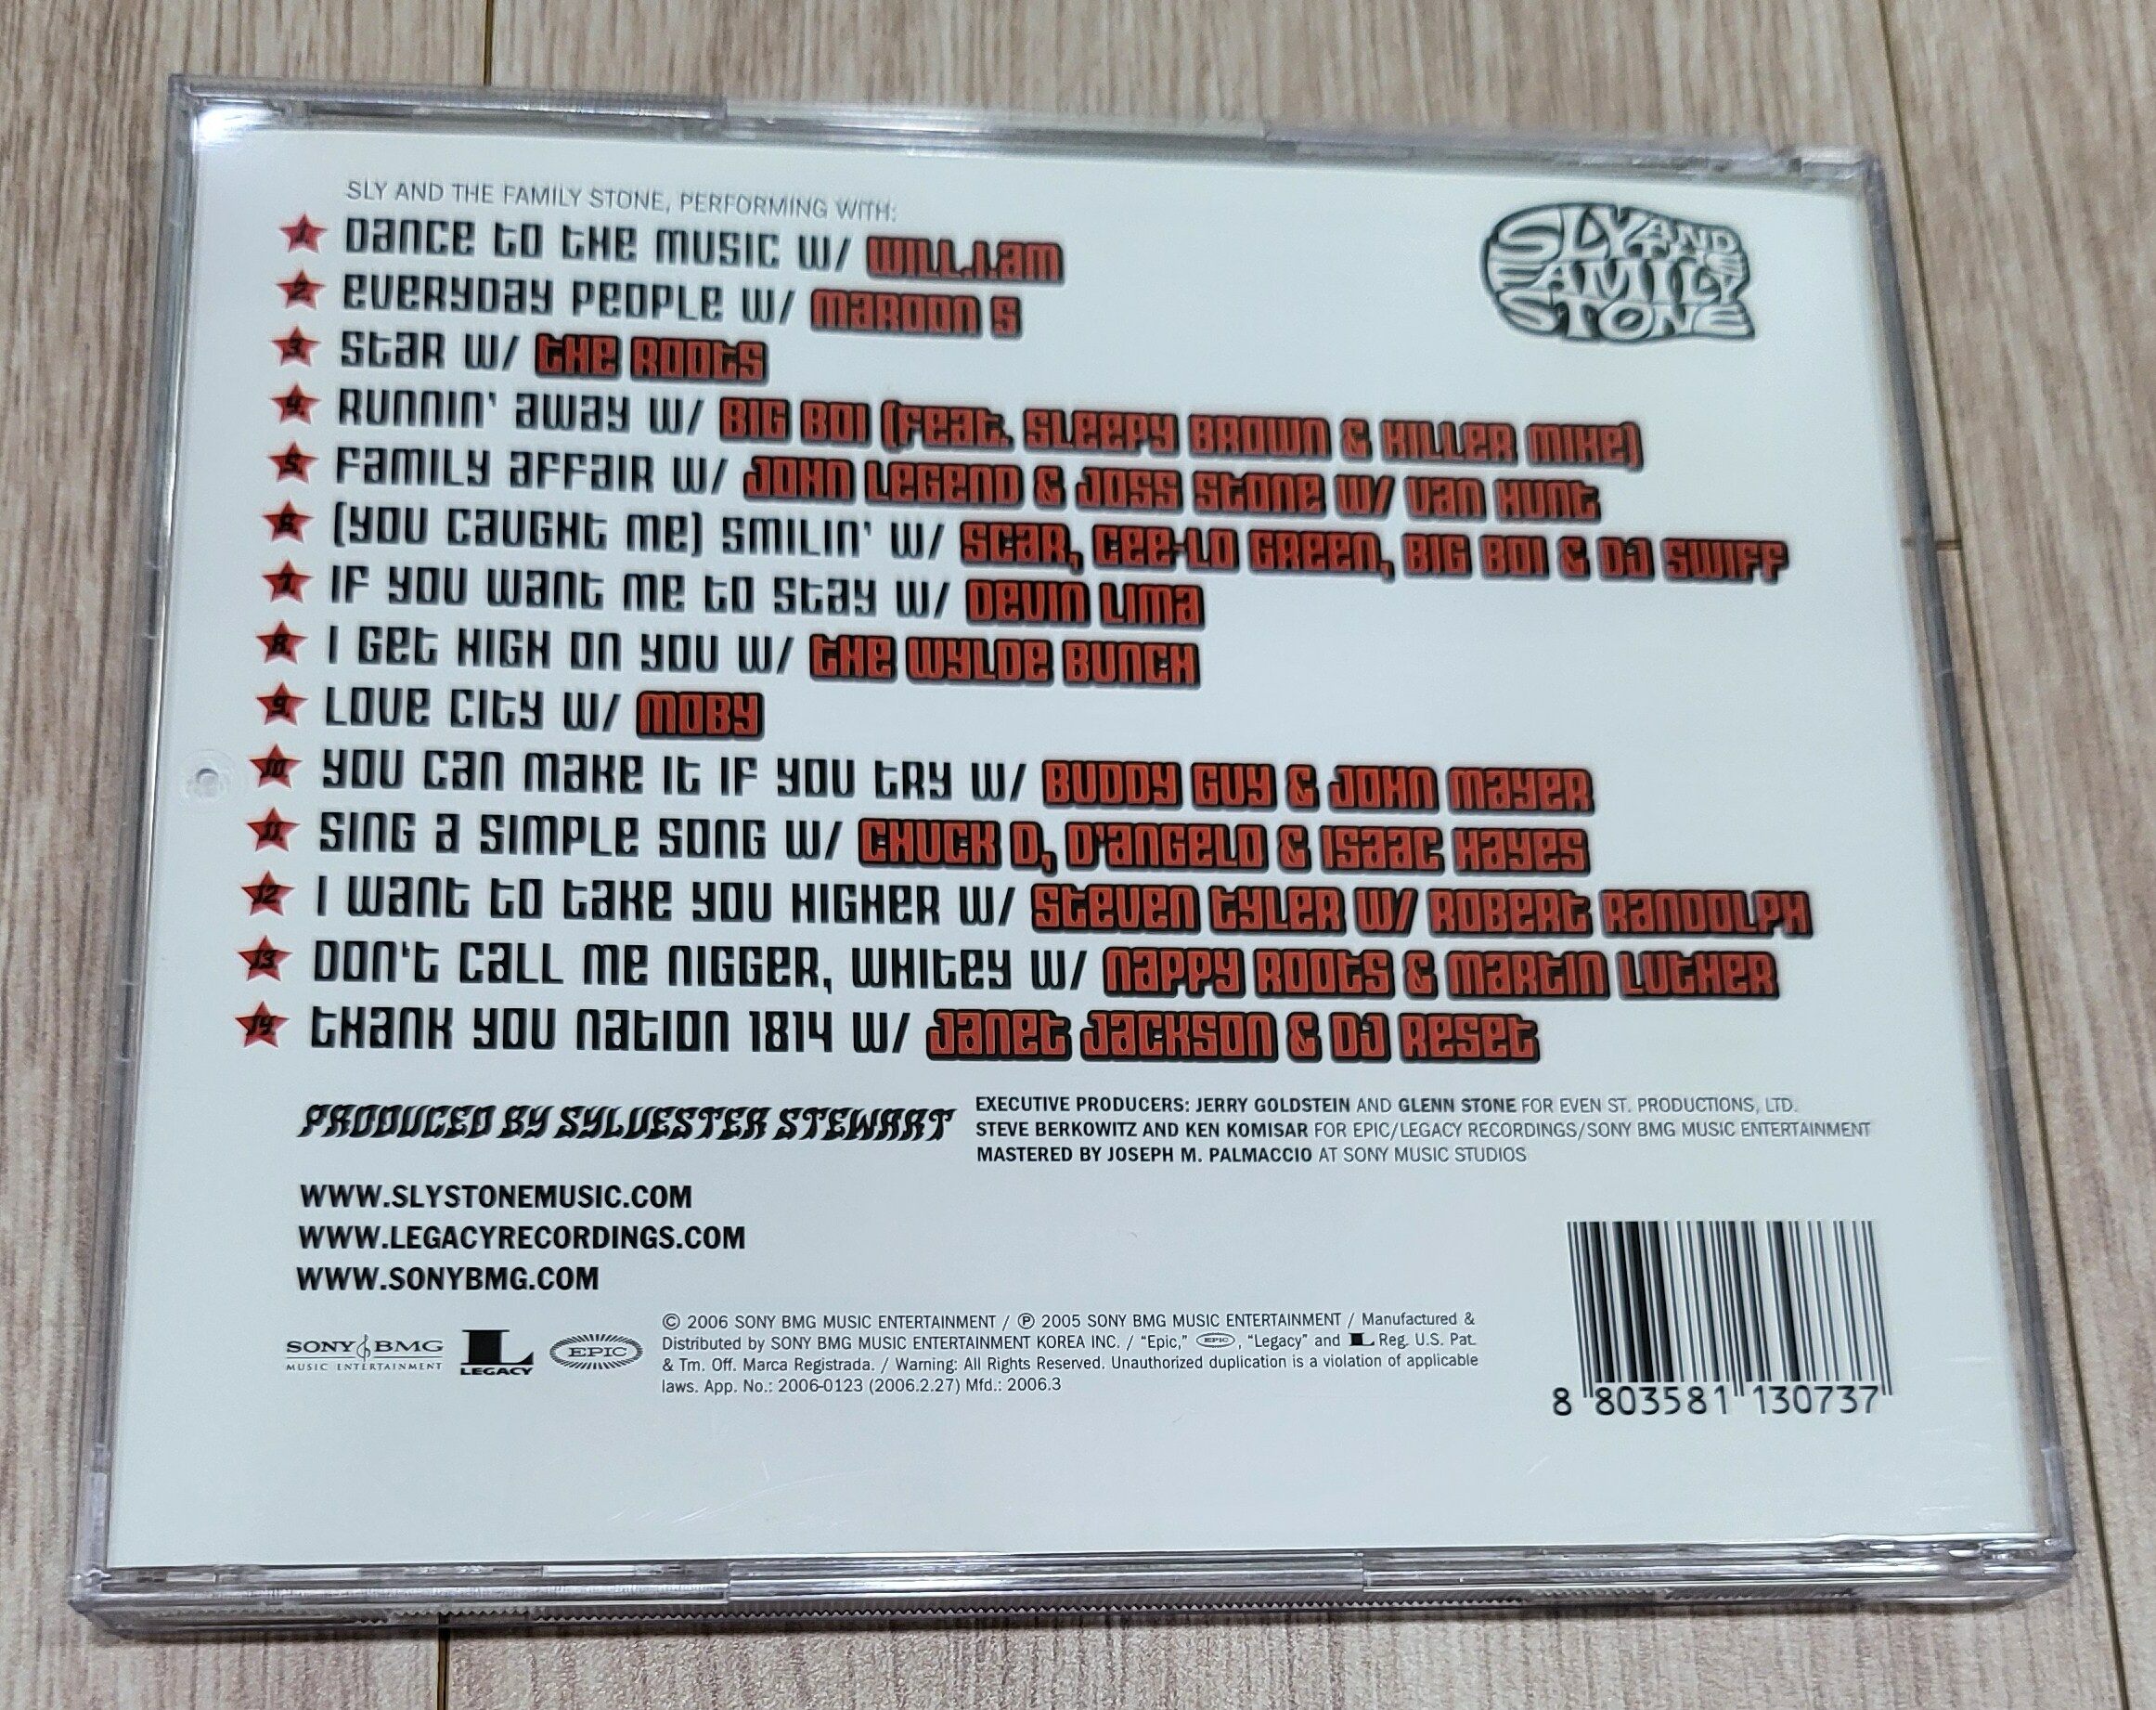 SLY AND THE FAMILY STONE, PERFORMING WITH:
SLY AND THE FAMILY STONE
1. Dance to the Music w/ will.i.am
2. Everyday People w/ Maroon 5
3. Star w/ The Roots
4. Runnin' Away w/ Big Boi (feat. Sleepy Brown & Killer Mike)
5. Family Affair w/ John Legend & Joss Stone w/ Van Hunt
6. (You Caught Me) Smilin' w/ Scar, Cee-Lo Green, Big Boi & DJ Swiff
7. If You Want Me to Stay w/ Devin Lima
8. I Get High on You w/ The Wylde Bunch
9. Love City w/ Moby
10. You Can Make It If You Try w/ Buddy Guy & John Mayer
11. Sing a Simple Song w/ Chuck D, D'Angelo & Isaac Hayes
12. I Want to Take You Higher w/ Steven Tyler w/ Robert Randolph
13. Don't Call Me Nigger, Whitey w/ Nappy Roots & Martin Luther
14. Thank You Nation 1814 w/ Janet Jackson & DJ Reset
PRODUCED BY SYLVESTER STEWART
EXECUTIVE PRODUCERS: JERRY GOLDSTEIN AND GLENN STONE FOR EVEN ST. PRODUCTIONS, LTD.
STEVE BERKOWITZ AND KEN KOMISAR FOR EPIC/LEGACY RECORDINGS/SONY BMG MUSIC ENTERTAINMENT
MASTERED BY JOSEPH M. PALMACCIO AT SONY MUSIC STUDIOS
WWW.SLYSTONEMUSIC.COM
WWW.LEGACYRECORDINGS.COM
WWW.SONYBMG.COM
SONY BMG
MUSIC ENTERTAINMENT
L
LEGACY
EPIC
© 2006 SONY BMG MUSIC ENTERTAINMENT / ℗ 2005 SONY BMG MUSIC ENTERTAINMENT / Manufactured &
Distributed by SONY BMG MUSIC ENTERTAINMENT KOREA INC. / "Epic," EPIC, "Legacy" and L Reg. U.S. Pat.
& Tm. Off. Marca Registrada. / Warning: All Rights Reserved. Unauthorized duplication is a violation of applicable
laws. App. No.: 2006-0123 (2006.2.27) Mfd.: 2006.3
8 803581 130737